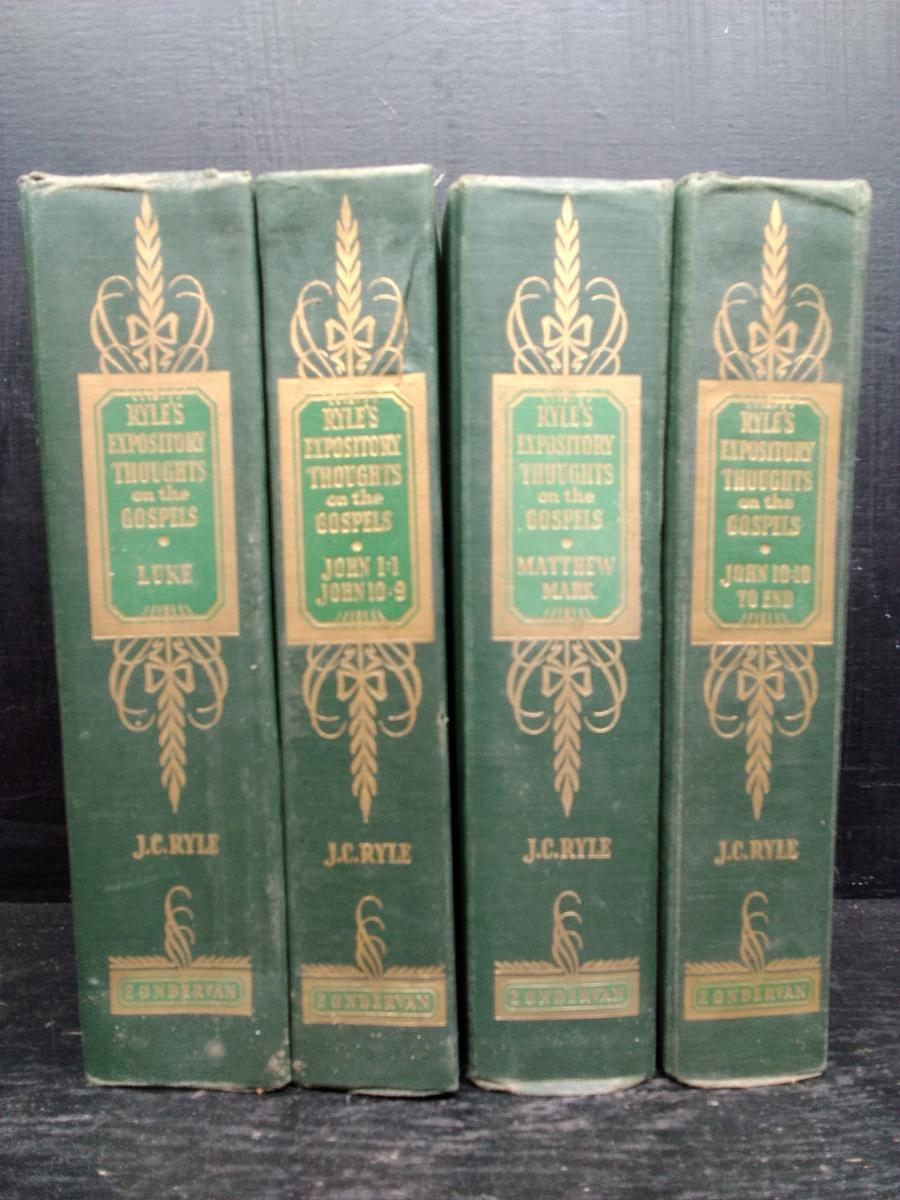 RYLE'S
EXPOSITORY
THOUGHTS
on the
GOSPELS
LUKE
J.C.RYLE
ZONDERVAN
RYLE'S
EXPOSITORY
THOUGHTS
on the
GOSPELS
JOHN 1:1
JOHN 10:9
J.C.RYLE
ZONDERVAN
RYLE'S
EXPOSITORY
THOUGHTS
on the
GOSPELS
MATTHEW
MARK
J.C.RYLE
ZONDERVAN
RYLE'S
EXPOSITORY
THOUGHTS
on the
GOSPELS
JOHN 10:10
TO END
J.C.RYLE
ZONDERVAN